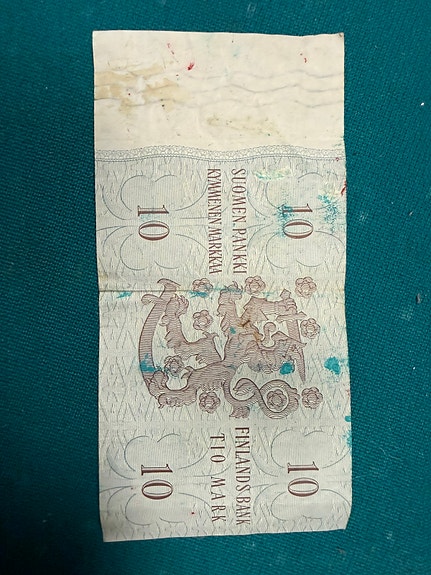 10
10
SUOMEN PANKKI
KYMMENEN MARKKAA
FINLANDS BANK
TIO MARK
10
10